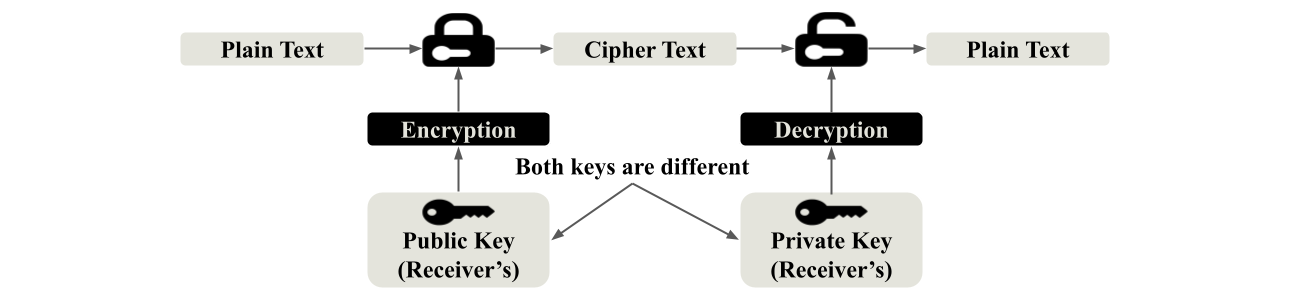 Plain Text
Cipher Text
Plain Text
Encryption
Decryption
Both keys are different
Public Key
(Receiver’s)
Private Key
(Receiver’s)